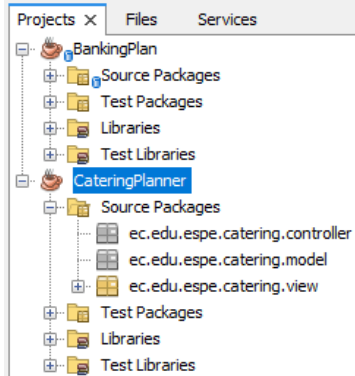 Projects × Files Services
BankingPlan
Source Packages
Test Packages
Libraries
Test Libraries
CateringPlanner
Source Packages
ec.edu.espe.catering.controller
ec.edu.espe.catering.model
ec.edu.espe.catering.view
Test Packages
Libraries
Test Libraries